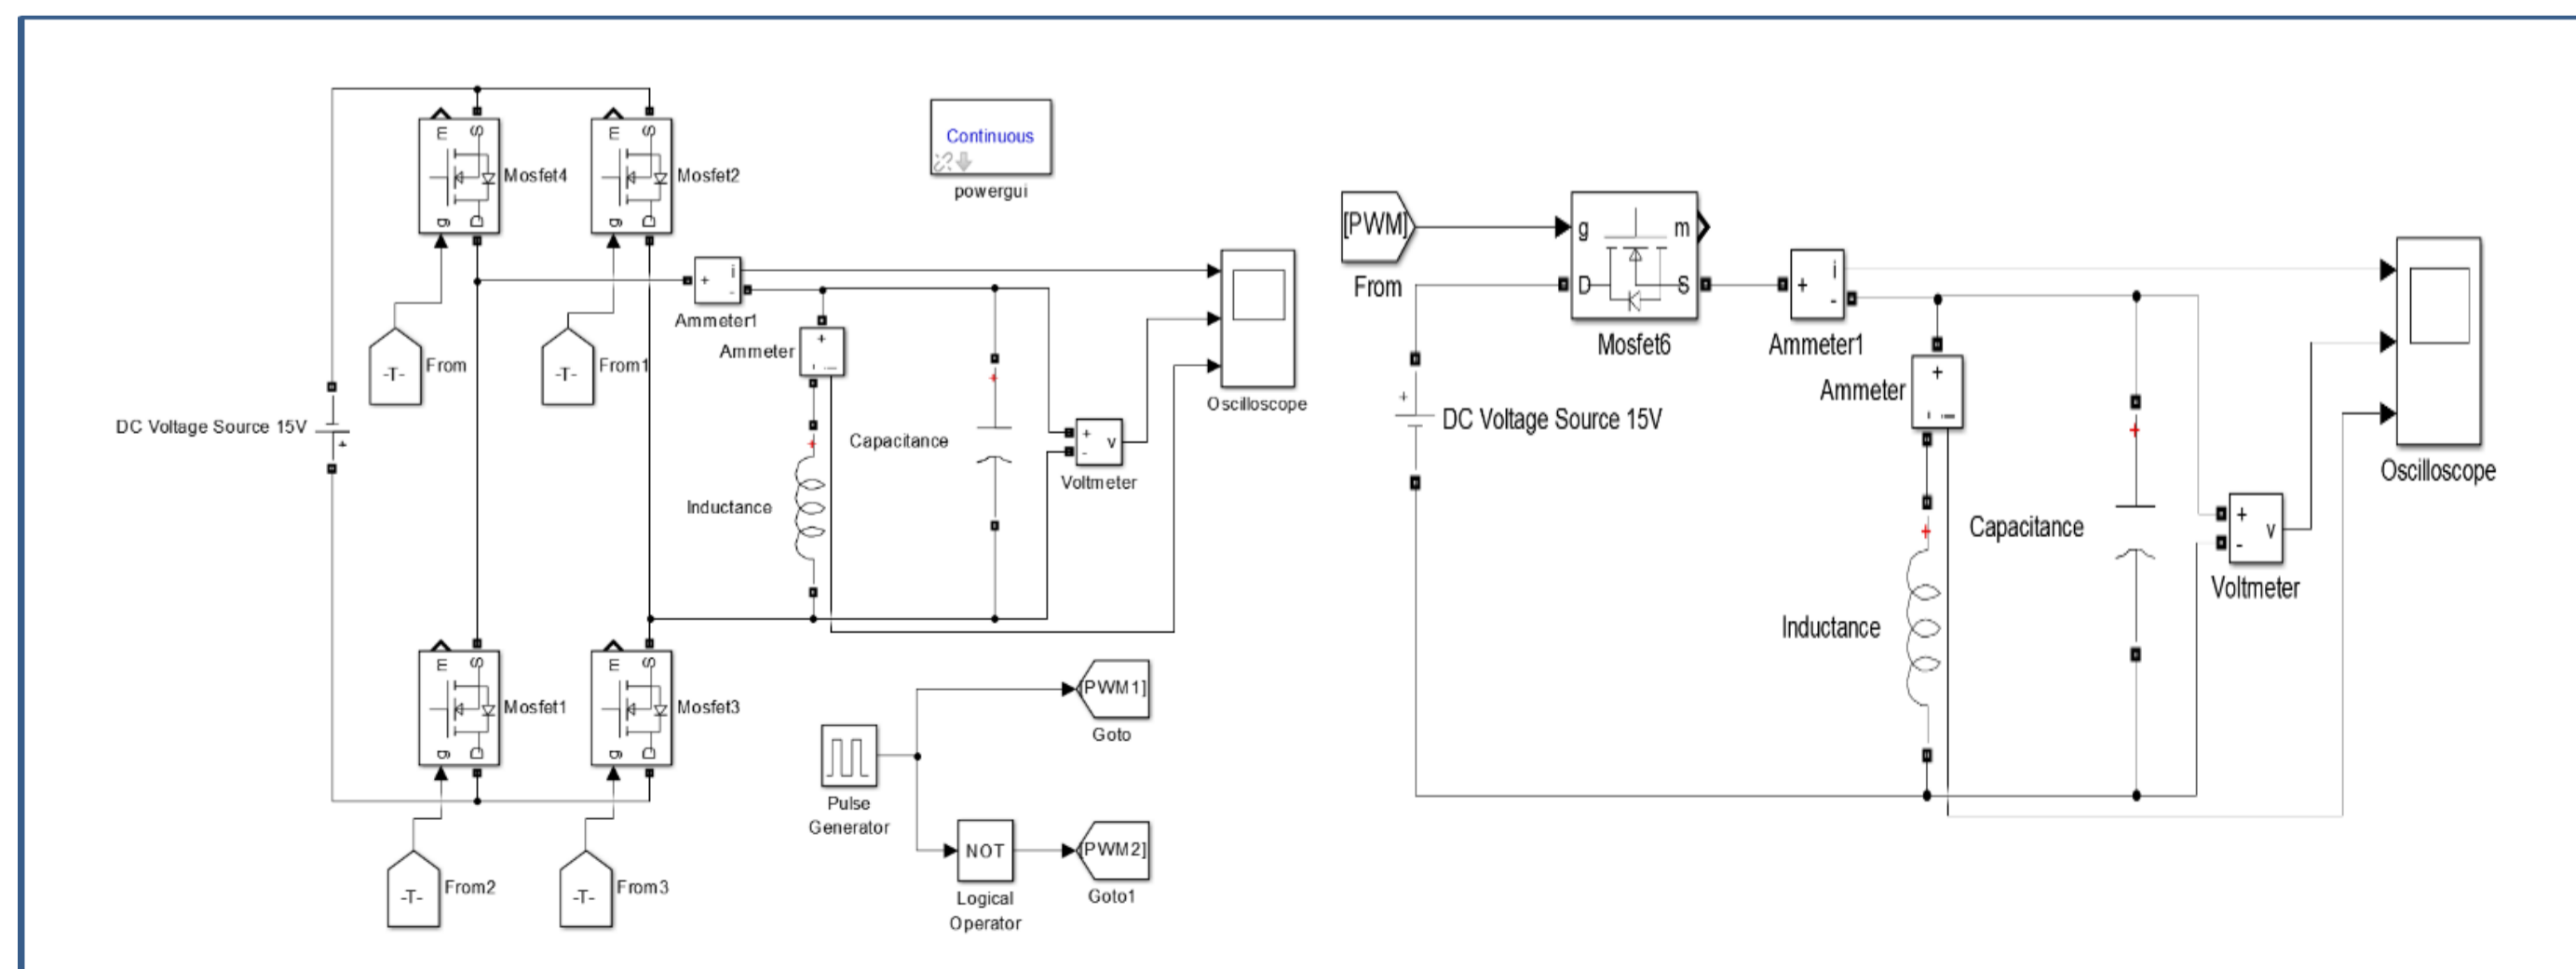 m S
g D
Mosfet4
m S
g D
Mosfet2
Continuous
powergui
+ i -
Ammeter1
-T-
From
-T-
From1
Ammeter
+
- i
Oscilloscope
DC Voltage Source 15V
+
+
Capacitance
+
+ v
-
Voltmeter
Inductance
m S
g D
Mosfet1
m S
g D
Mosfet3
-T-
From2
-T-
From3
Pulse
Generator
[PWM1]
Goto
NOT
Logical
Operator
[PWM2]
Goto1
[PWM]
From
g m
D S
Mosfet6
+ i -
Ammeter1
Ammeter
+
- i
Oscilloscope
+
DC Voltage Source 15V
+
+
Capacitance
+ v
-
Voltmeter
Inductance